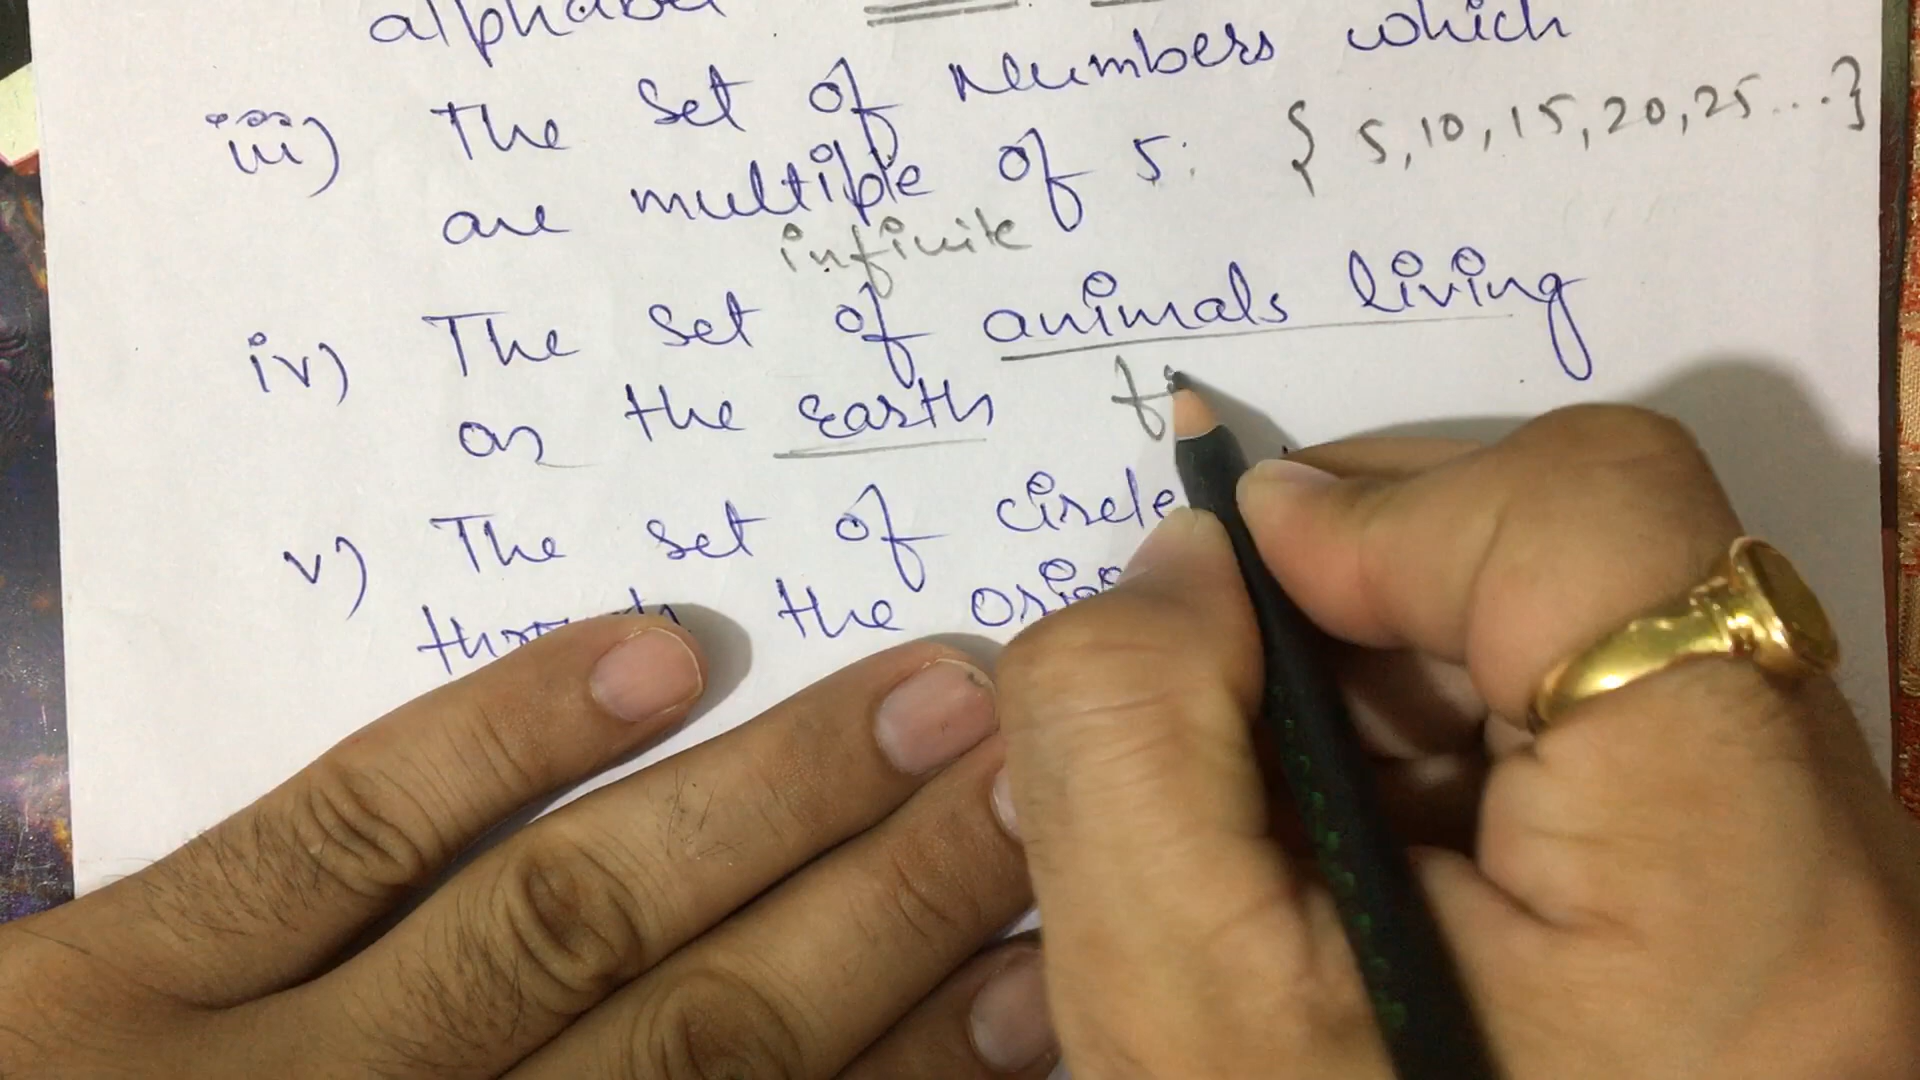 iii) The set of Numbers which
are multiple of 5. { 5, 10, 15, 20, 25 ... }
infinite
iv) The set of animals living
on the Earth
v) The set of circle
the